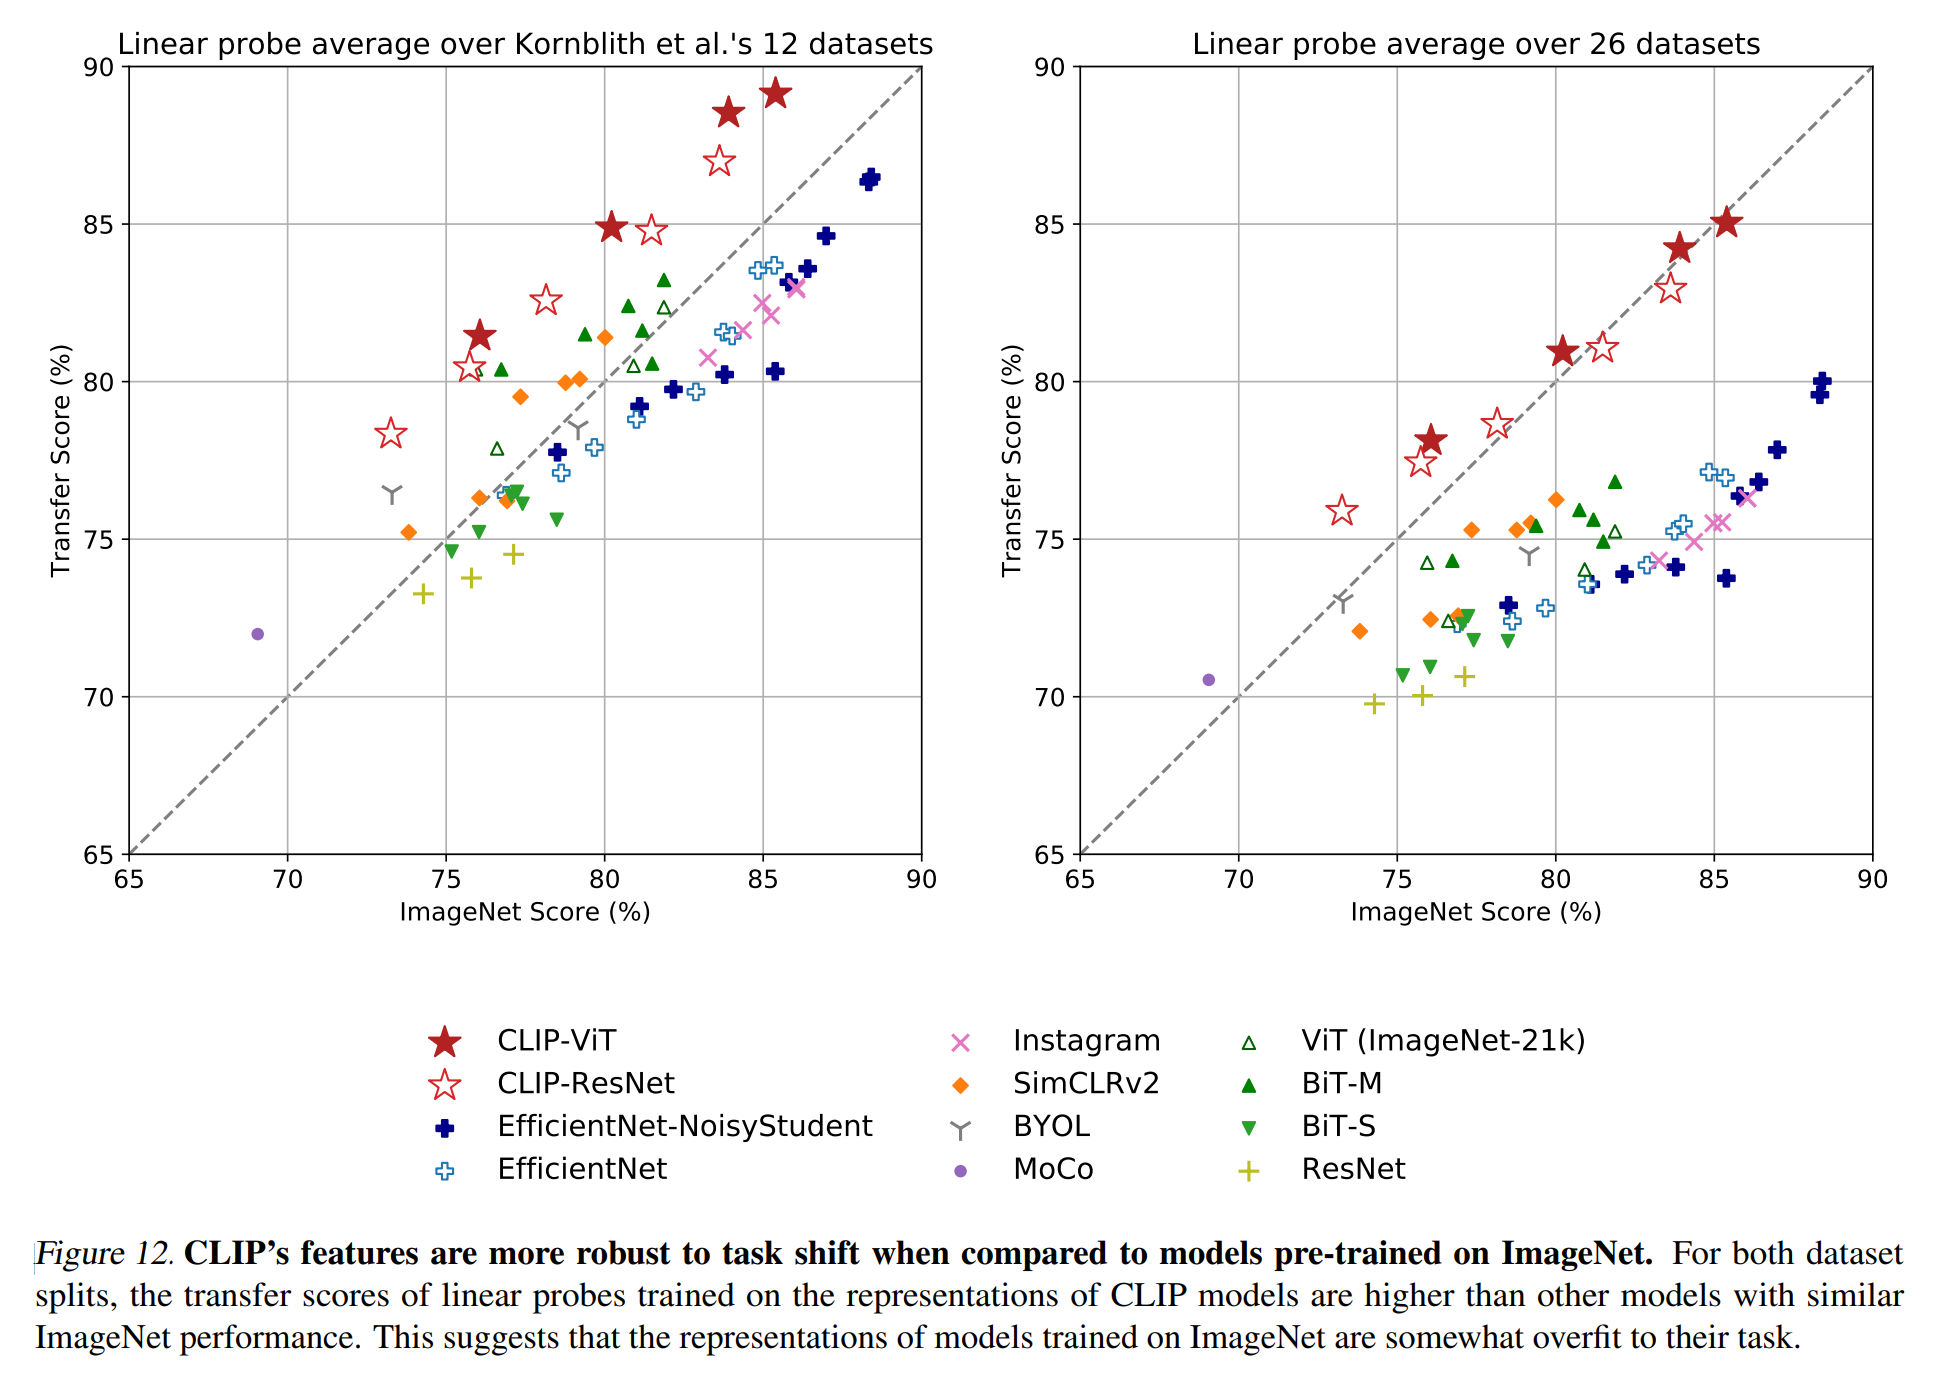 Linear probe average over Kornblith et al.'s 12 datasets
90
85
80
75
70
65
Transfer Score (%)
65 70 75 80 85 90
ImageNet Score (%)
Linear probe average over 26 datasets
90
85
80
75
70
65
Transfer Score (%)
65 70 75 80 85 90
ImageNet Score (%)
CLIP-ViT
CLIP-ResNet
EfficientNet-NoisyStudent
EfficientNet
Instagram
SimCLRv2
BYOL
MoCo
ViT (ImageNet-21k)
BiT-M
BiT-S
ResNet
Figure 12. CLIP's features are more robust to task shift when compared to models pre-trained on ImageNet. For both dataset
splits, the transfer scores of linear probes trained on the representations of CLIP models are higher than other models with similar
ImageNet performance. This suggests that the representations of models trained on ImageNet are somewhat overfit to their task.